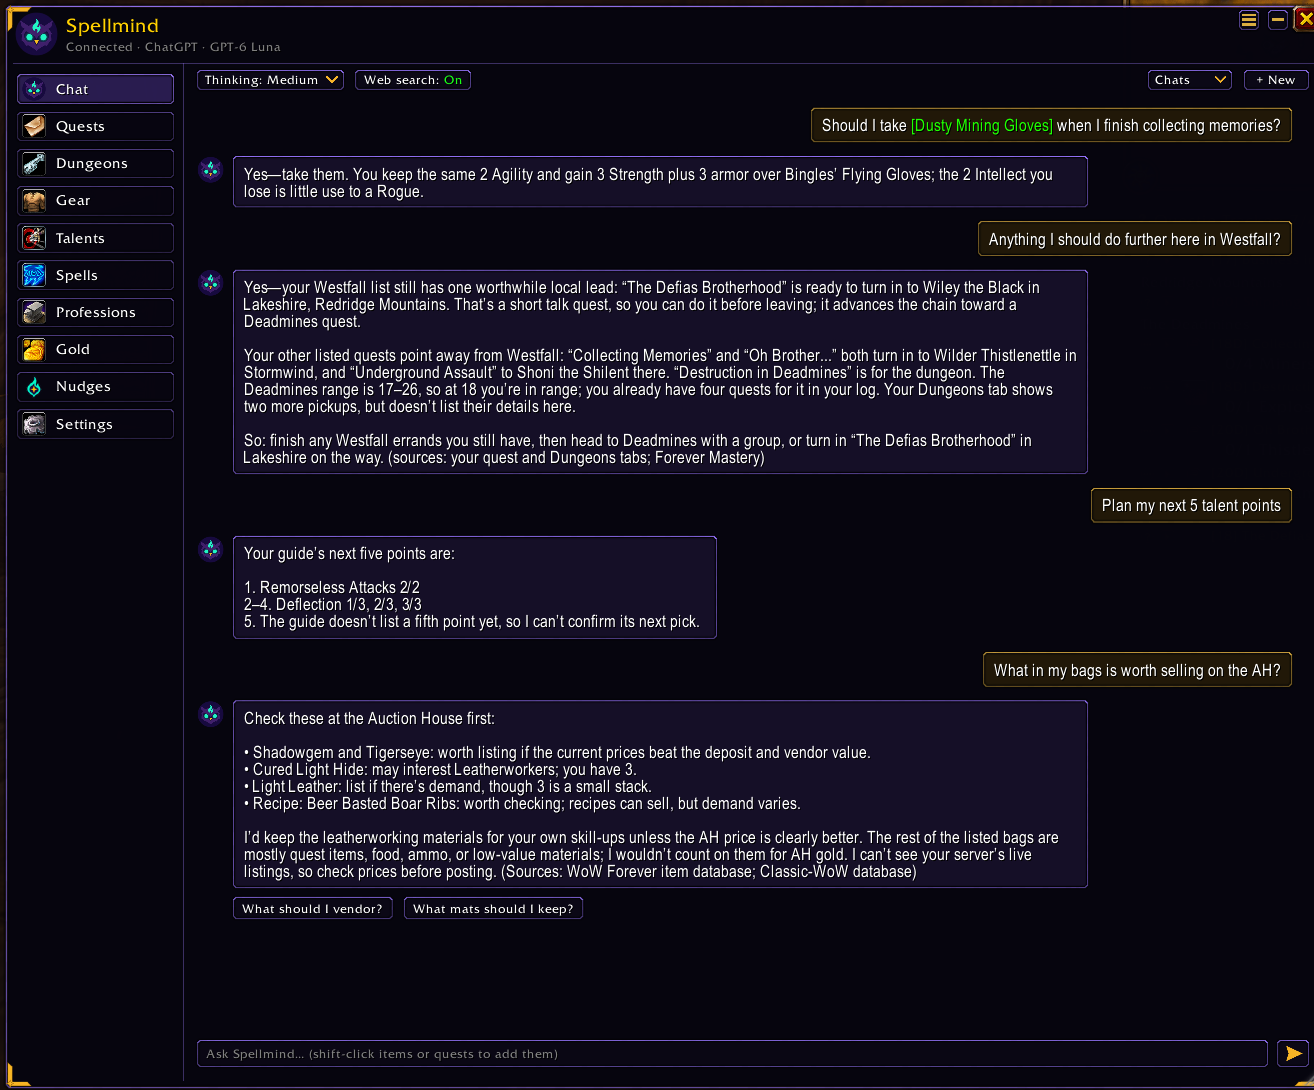 Spellmind
Connected · ChatGPT · GPT-6 Luna
Thinking: Medium
Web search: On
Chats
+ New
Chat
Quests
Dungeons
Gear
Talents
Spells
Professions
Gold
Nudges
Settings
Should I take [Dusty Mining Gloves] when I finish collecting memories?
Yes—take them. You keep the same 2 Agility and gain 3 Strength plus 3 armor over Bingles’ Flying Gloves; the 2 Intellect you
lose is little use to a Rogue.
Anything I should do further here in Westfall?
Yes—your Westfall list still has one worthwhile local lead: “The Defias Brotherhood” is ready to turn in to Wiley the Black in
Lakeshire, Redridge Mountains. That’s a short talk quest, so you can do it before leaving; it advances the chain toward a
Deadmines quest.
Your other listed quests point away from Westfall: “Collecting Memories” and “Oh Brother...” both turn in to Wilder Thistlenettle in
Stormwind, and “Underground Assault” to Shoni the Shilent there. “Destruction in Deadmines” is for the dungeon. The
Deadmines range is 17–26, so at 18 you’re in range; you already have four quests for it in your log. Your Dungeons tab shows
two more pickups, but doesn’t list their details here.
So: finish any Westfall errands you still have, then head to Deadmines with a group, or turn in “The Defias Brotherhood” in
Lakeshire on the way. (sources: your quest and Dungeons tabs; Forever Mastery)
Plan my next 5 talent points
Your guide’s next five points are:
1. Remorseless Attacks 2/2
2–4. Deflection 1/3, 2/3, 3/3
5. The guide doesn’t list a fifth point yet, so I can’t confirm its next pick.
What in my bags is worth selling on the AH?
Check these at the Auction House first:
• Shadowgem and Tigerseye: worth listing if the current prices beat the deposit and vendor value.
• Cured Light Hide: may interest Leatherworkers; you have 3.
• Light Leather: list if there’s demand, though 3 is a small stack.
• Recipe: Beer Basted Boar Ribs: worth checking; recipes can sell, but demand varies.
I’d keep the leatherworking materials for your own skill-ups unless the AH price is clearly better. The rest of the listed bags are
mostly quest items, food, ammo, or low-value materials; I wouldn’t count on them for AH gold. I can’t see your server’s live
listings, so check prices before posting. (Sources: WoW Forever item database; Classic-WoW database)
What should I vendor?
What mats should I keep?
Ask Spellmind... (shift-click items or quests to add them)